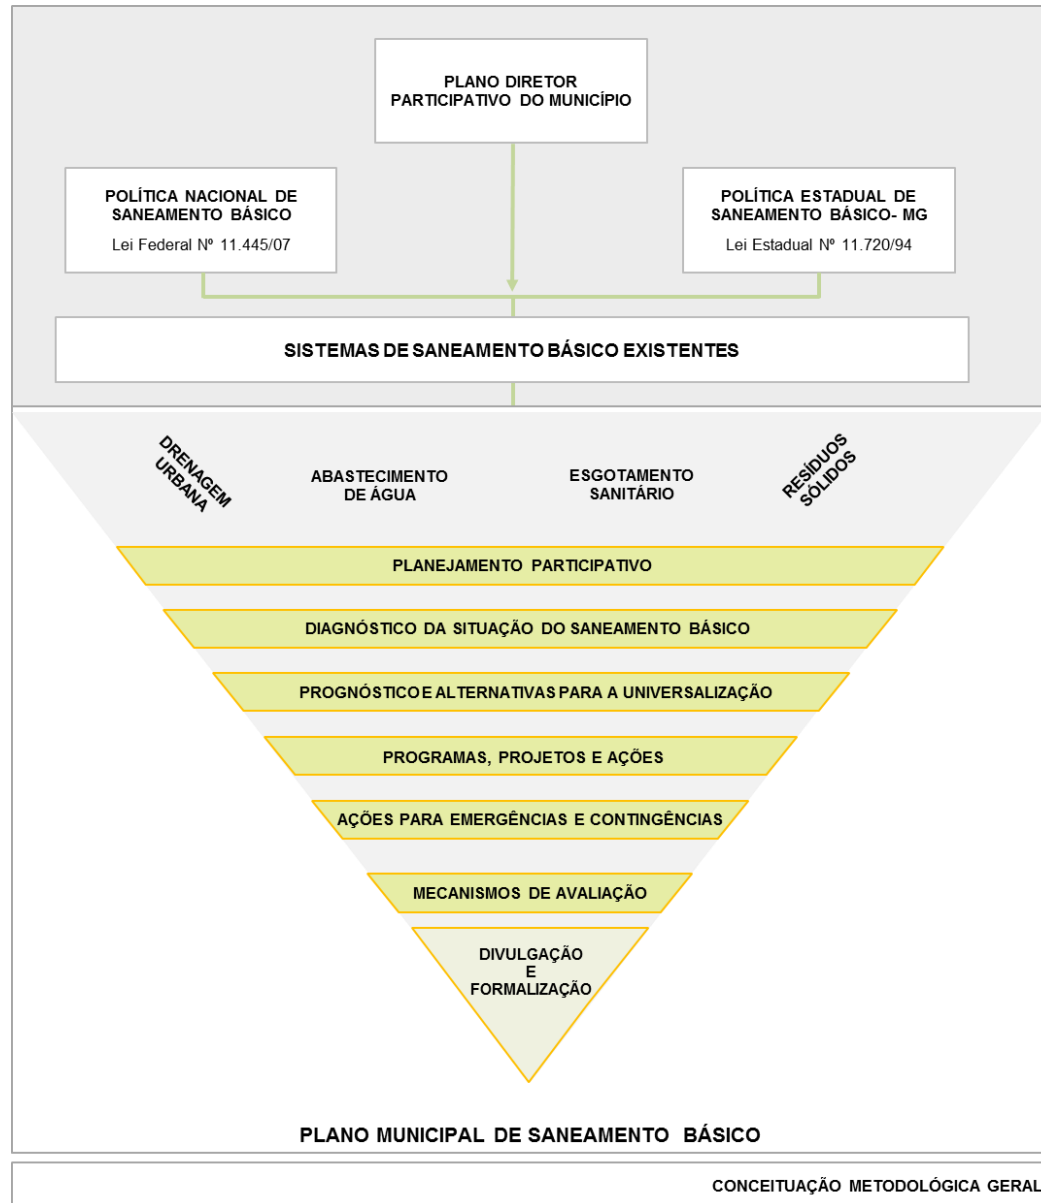 PLANO DIRETOR
PARTICIPATIVO DO MUNICÍPIO
POLÍTICA NACIONAL DE
SANEAMENTO BÁSICO
Lei Federal Nº 11.445/07
POLÍTICA ESTADUAL DE
SANEAMENTO BÁSICO- MG
Lei Estadual Nº 11.720/94
SISTEMAS DE SANEAMENTO BÁSICO EXISTENTES
DRENAGEM
URBANA
ABASTECIMENTO
DE ÁGUA
ESGOTAMENTO
SANITÁRIO
RESÍDUOS
SÓLIDOS
PLANEJAMENTO PARTICIPATIVO
DIAGNÓSTICO DA SITUAÇÃO DO SANEAMENTO BÁSICO
PROGNÓSTICO E ALTERNATIVAS PARA A UNIVERSALIZAÇÃO
PROGRAMAS, PROJETOS E AÇÕES
AÇÕES PARA EMERGÊNCIAS E CONTINGÊNCIAS
MECANISMOS DE AVALIAÇÃO
DIVULGAÇÃO
E
FORMALIZAÇÃO
PLANO MUNICIPAL DE SANEAMENTO BÁSICO
CONCEITUAÇÃO METODOLÓGICA GERAL